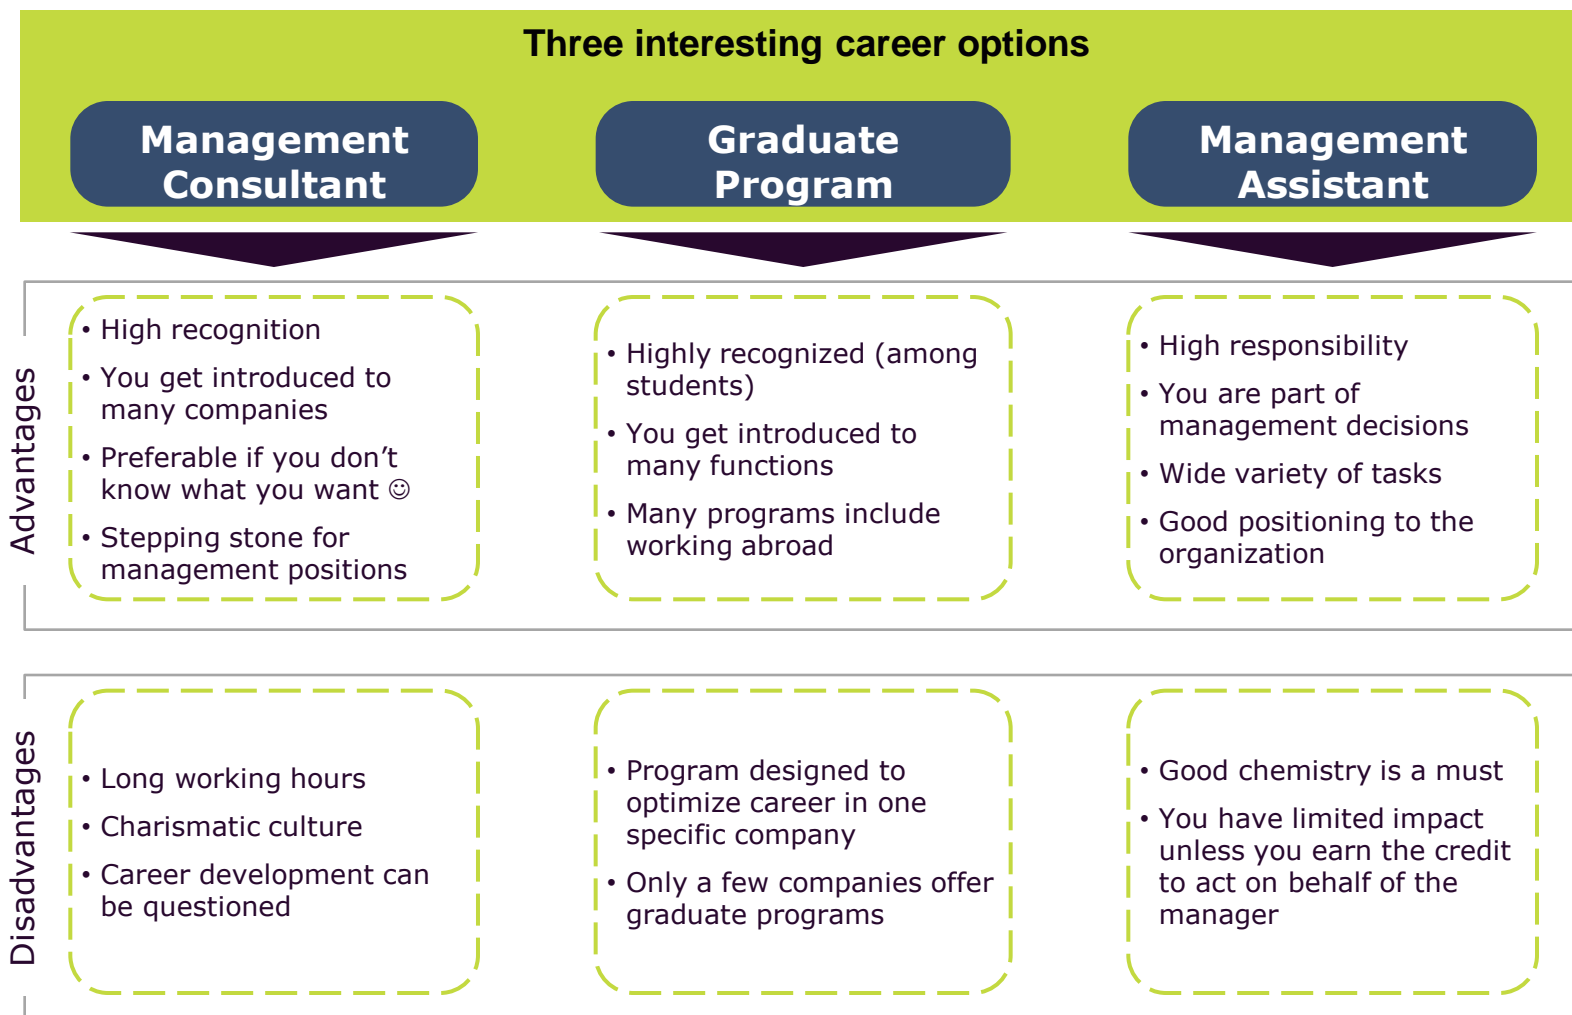 Three interesting career options
Management
Consultant
Graduate
Program
Management
Assistant
Advantages
• High recognition
• You get introduced to
many companies
• Preferable if you don’t
know what you want ☺
• Stepping stone for
management positions
• Highly recognized (among
students)
• You get introduced to
many functions
• Many programs include
working abroad
• High responsibility
• You are part of
management decisions
• Wide variety of tasks
• Good positioning to the
organization
Disadvantages
• Long working hours
• Charismatic culture
• Career development can
be questioned
• Program designed to
optimize career in one
specific company
• Only a few companies offer
graduate programs
• Good chemistry is a must
• You have limited impact
unless you earn the credit
to act on behalf of the
manager